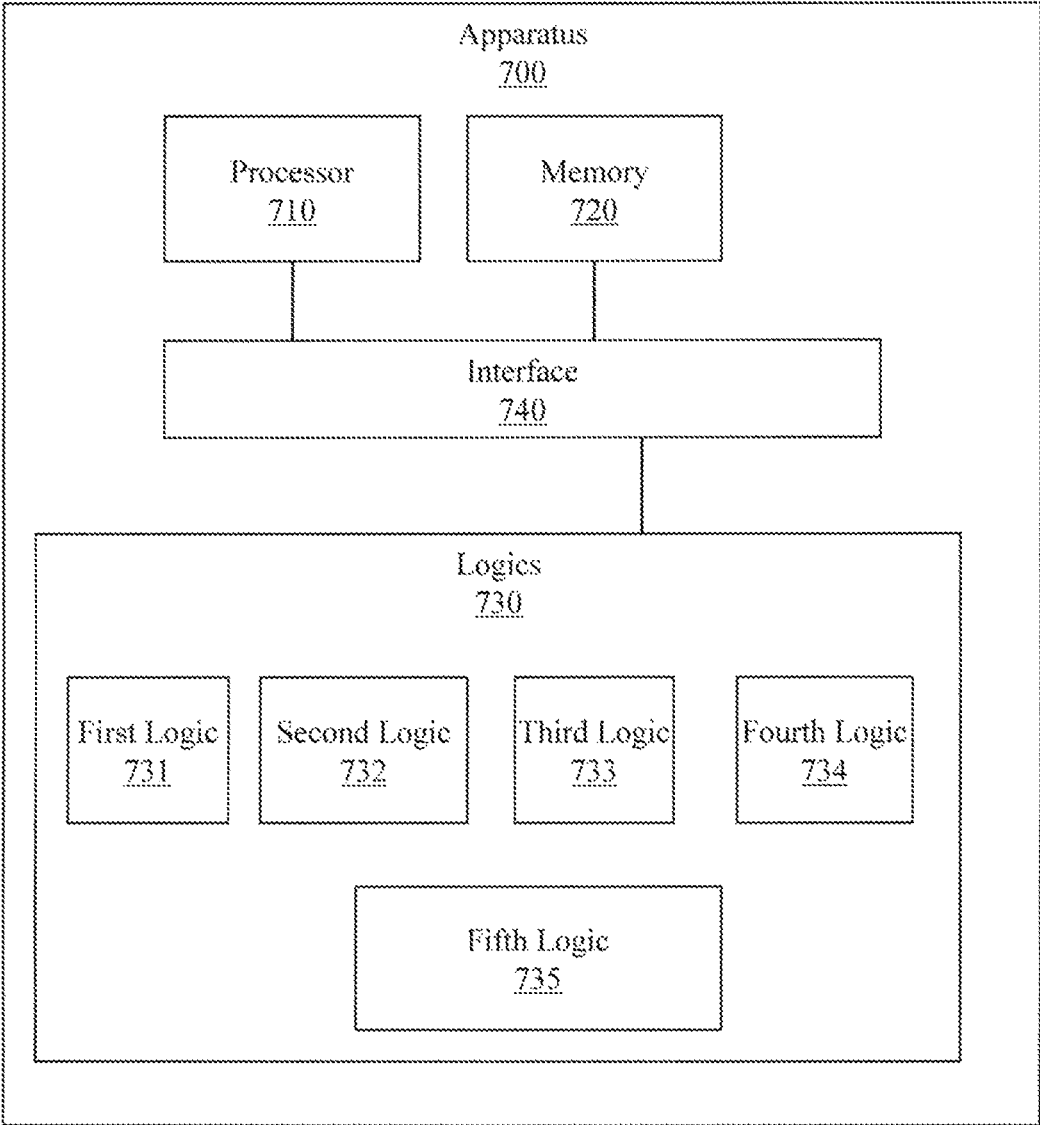 Apparatus
700
Processor
710
Memory
720
Interface
740
Logics
730
First Logic
731
Second Logic
732
Third Logic
733
Fourth Logic
734
Fifth Logic
735